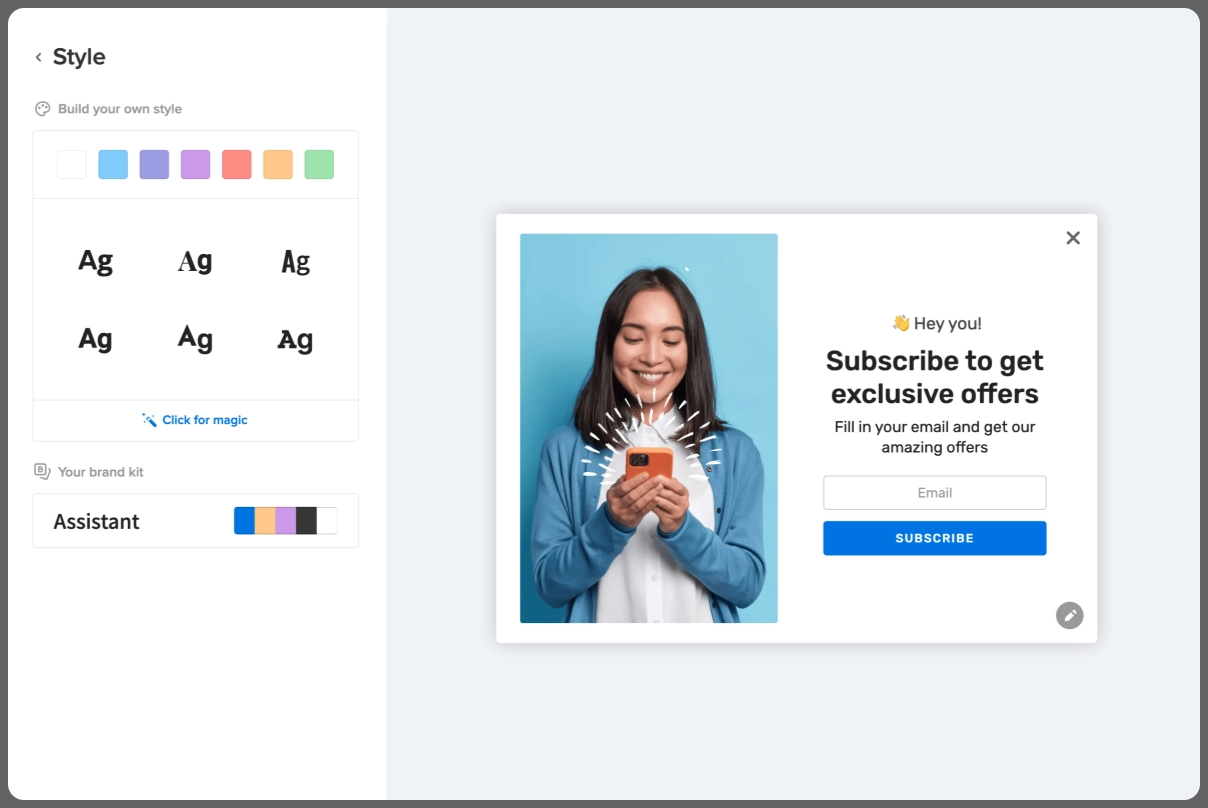 Style
Build your own style
Ag Ag Ag
Ag Ag Ag
Click for magic
B
Your brand kit
Assistant
👋 Hey you!
Subscribe to get
exclusive offers
Fill in your email and get our
amazing offers
Email
SUBSCRIBE